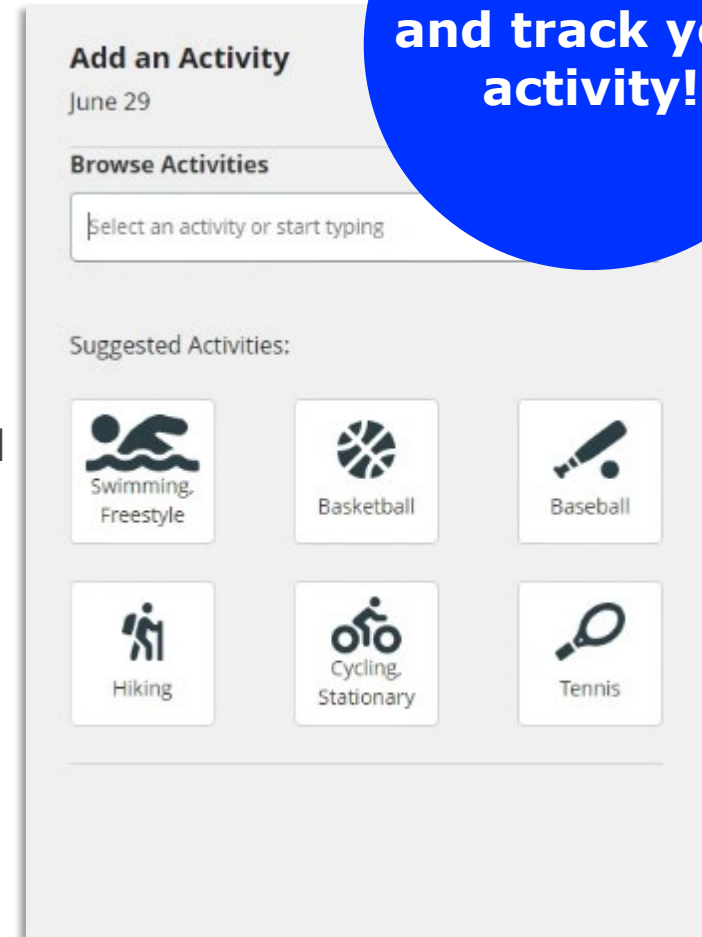 and track
activity!
Add an Activity
June 29
Browse Activities
Select an activity or start typing
Suggested Activities:
Swimming,
Freestyle
Basketball
Baseball
Hiking
Cycling,
Stationary
Tennis